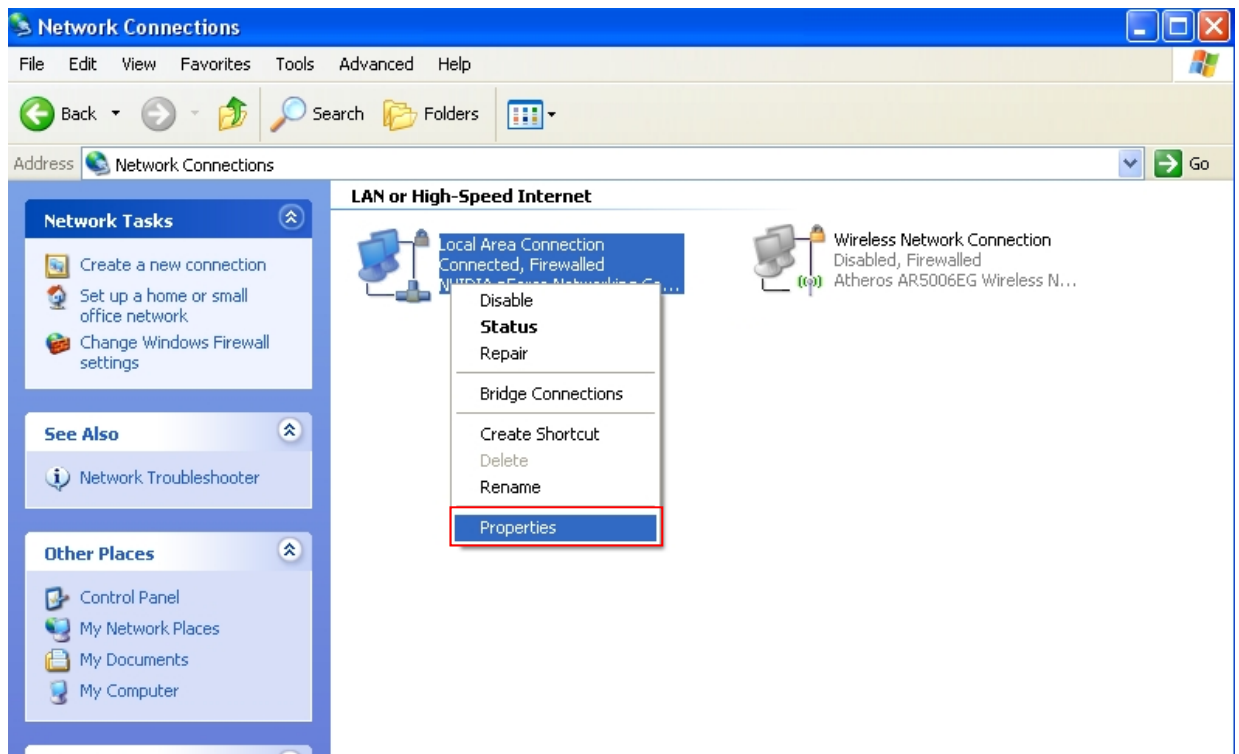 Network Connections
File Edit View Favorites Tools Advanced Help
Back Search Folders
Address Network Connections Go
Network Tasks
Create a new connection
Set up a home or small
office network
Change Windows Firewall
settings
See Also
Network Troubleshooter
Other Places
Control Panel
My Network Places
My Documents
My Computer
LAN or High-Speed Internet
Local Area Connection
Connected, Firewalled
Wireless Network Connection
Disabled, Firewalled
Atheros AR5006EG Wireless N...
Disable
Status
Repair
Bridge Connections
Create Shortcut
Delete
Rename
Properties